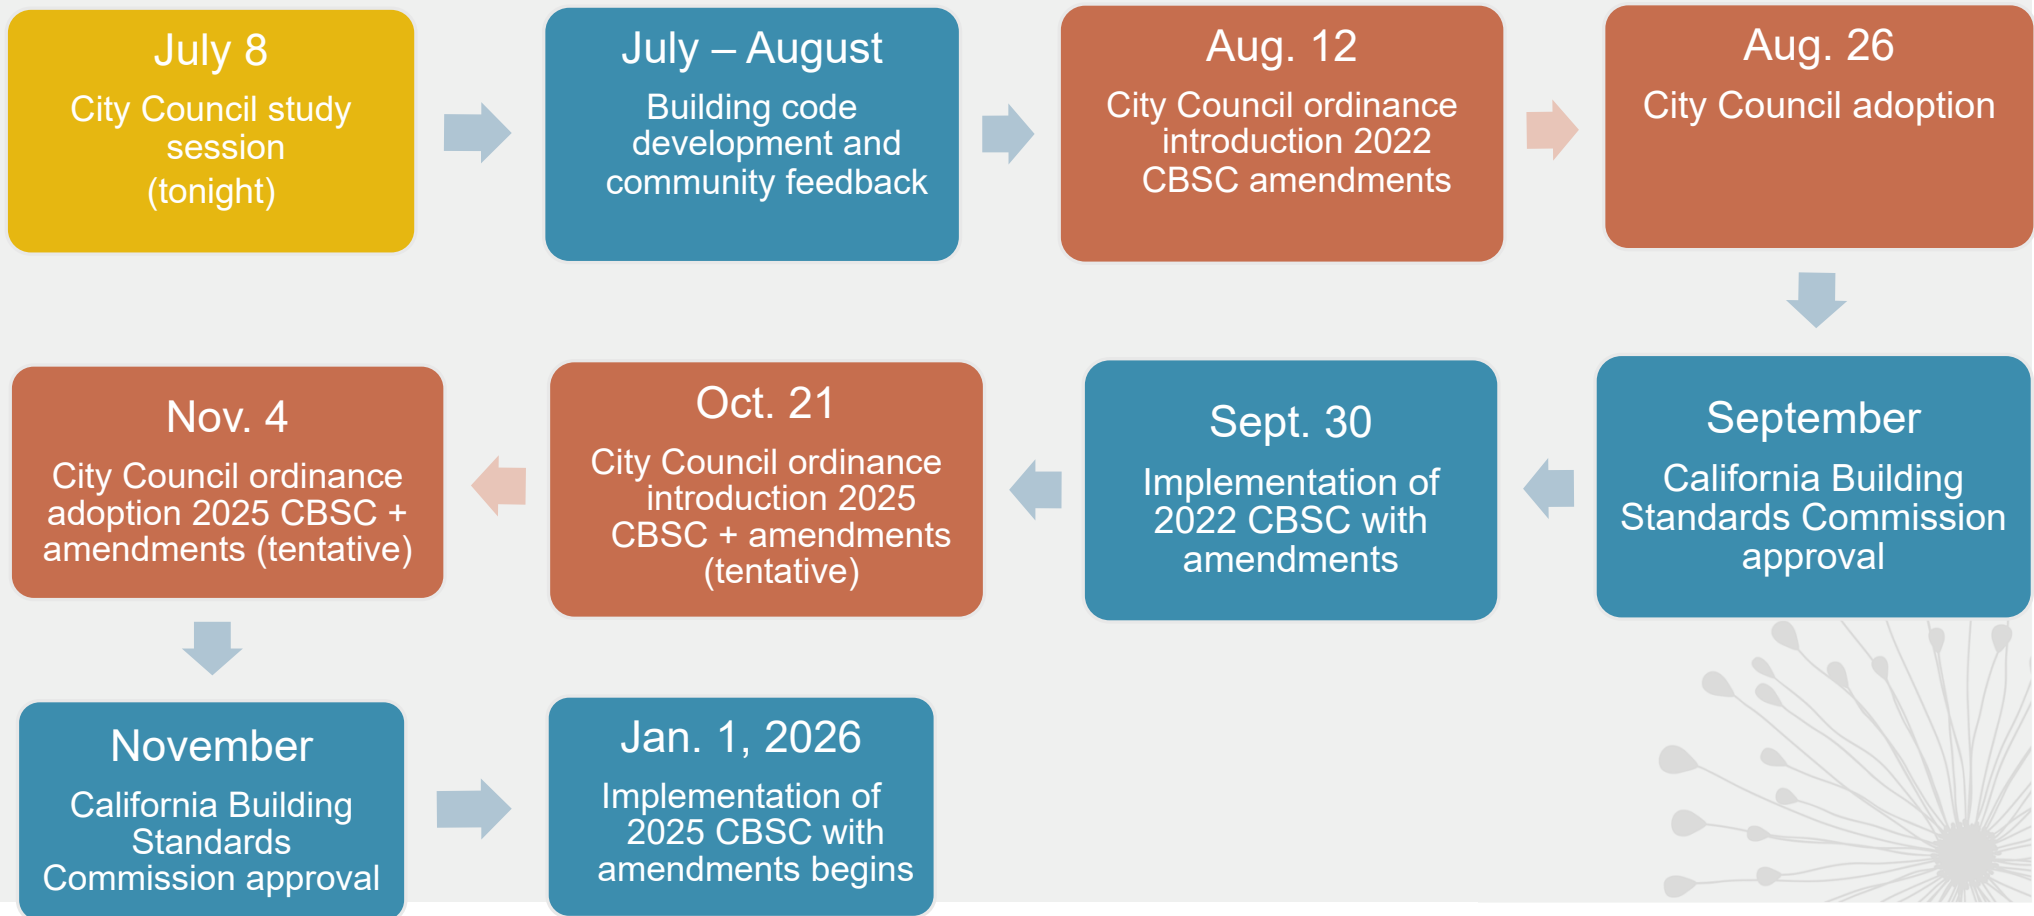 July 8
City Council study
session
(tonight)
July – August
Building code
development and
community feedback
Aug. 12
City Council ordinance
introduction 2022
CBSC amendments
Aug. 26
City Council adoption
September
California Building
Standards Commission
approval
Sept. 30
Implementation of
2022 CBSC with
amendments
Oct. 21
City Council ordinance
introduction 2025
CBSC + amendments
(tentative)
Nov. 4
City Council ordinance
adoption 2025 CBSC +
amendments (tentative)
November
California Building
Standards
Commission approval
Jan. 1, 2026
Implementation of
2025 CBSC with
amendments begins